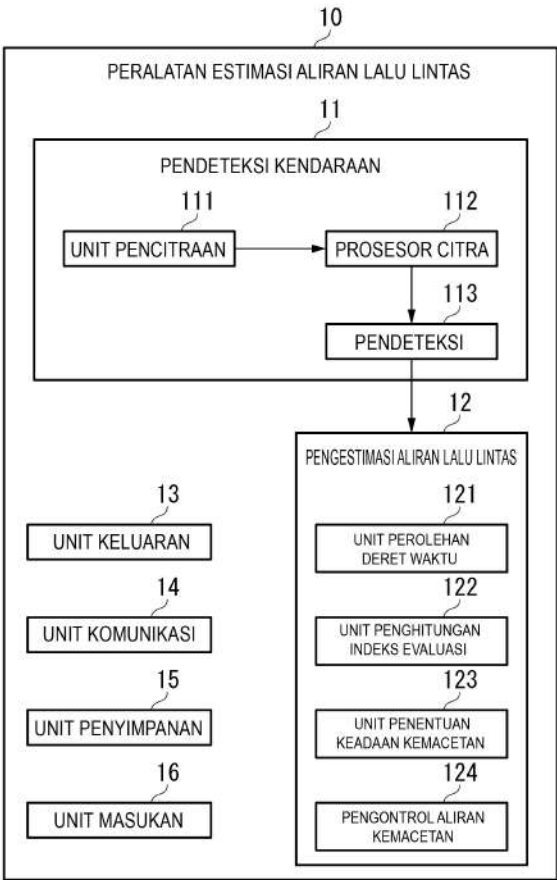 10
PERALATAN ESTIMASI ALIRAN LALU LINTAS
11
PENDETEKSI KENDARAAN
111
UNIT PENCITRAAN
112
PROSESOR CITRA
113
PENDETEKSI
12
PENGESTIMASI ALIRAN LALU LINTAS
13
UNIT KELUARAN
14
UNIT KOMUNIKASI
15
UNIT PENYIMPANAN
16
UNIT MASUKAN
121
UNIT PEROLEHAN
DERET WAKTU
122
UNIT PENGHITUNGAN
INDEKS EVALUASI
123
UNIT PENENTUAN
KEADAAN KEMACETAN
124
PENGONTROL ALIRAN
KEMACETAN